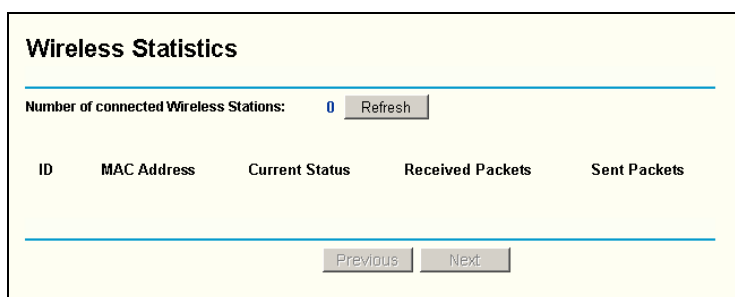 Wireless Statistics
Number of connected Wireless Stations: 0 Refresh
ID MAC Address Current Status Received Packets Sent Packets
Previous Next